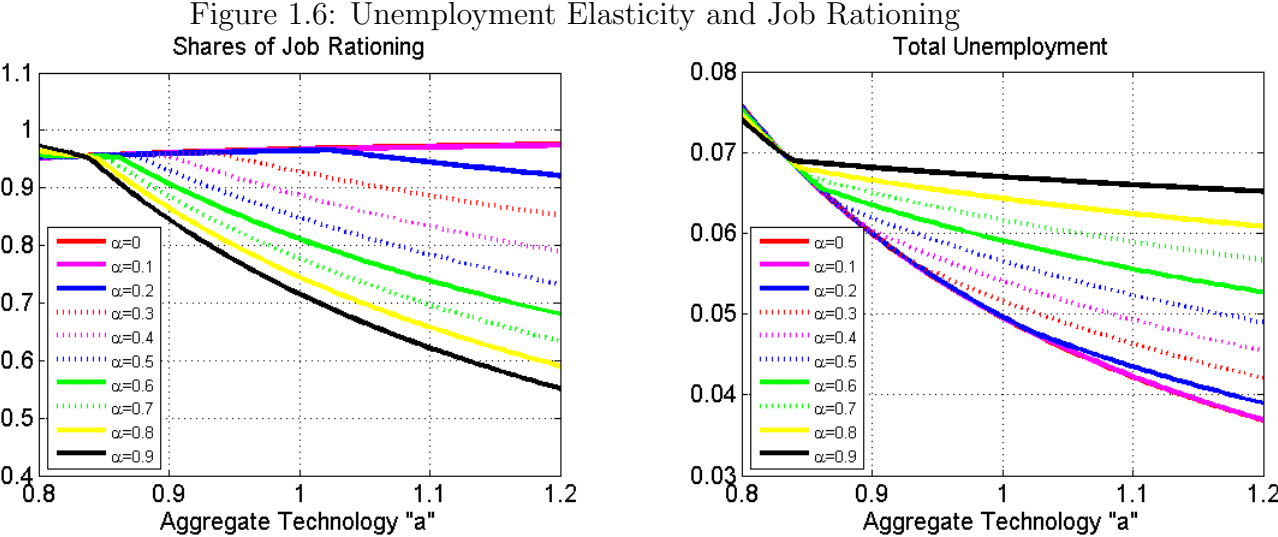 Figure 1.6: Unemployment Elasticity and Job Rationing
Shares of Job Rationing
1.1
1
0.9
0.8
0.7
0.6
0.5
0.4
α=0
α=0.1
α=0.2
α=0.3
α=0.4
α=0.5
α=0.6
α=0.7
α=0.8
α=0.9
0.8 0.9 1 1.1 1.2
Aggregate Technology "a"
Total Unemployment
0.08
0.07
0.06
0.05
0.04
0.03
α=0
α=0.1
α=0.2
α=0.3
α=0.4
α=0.5
α=0.6
α=0.7
α=0.8
α=0.9
0.8 0.9 1 1.1 1.2
Aggregate Technology "a"